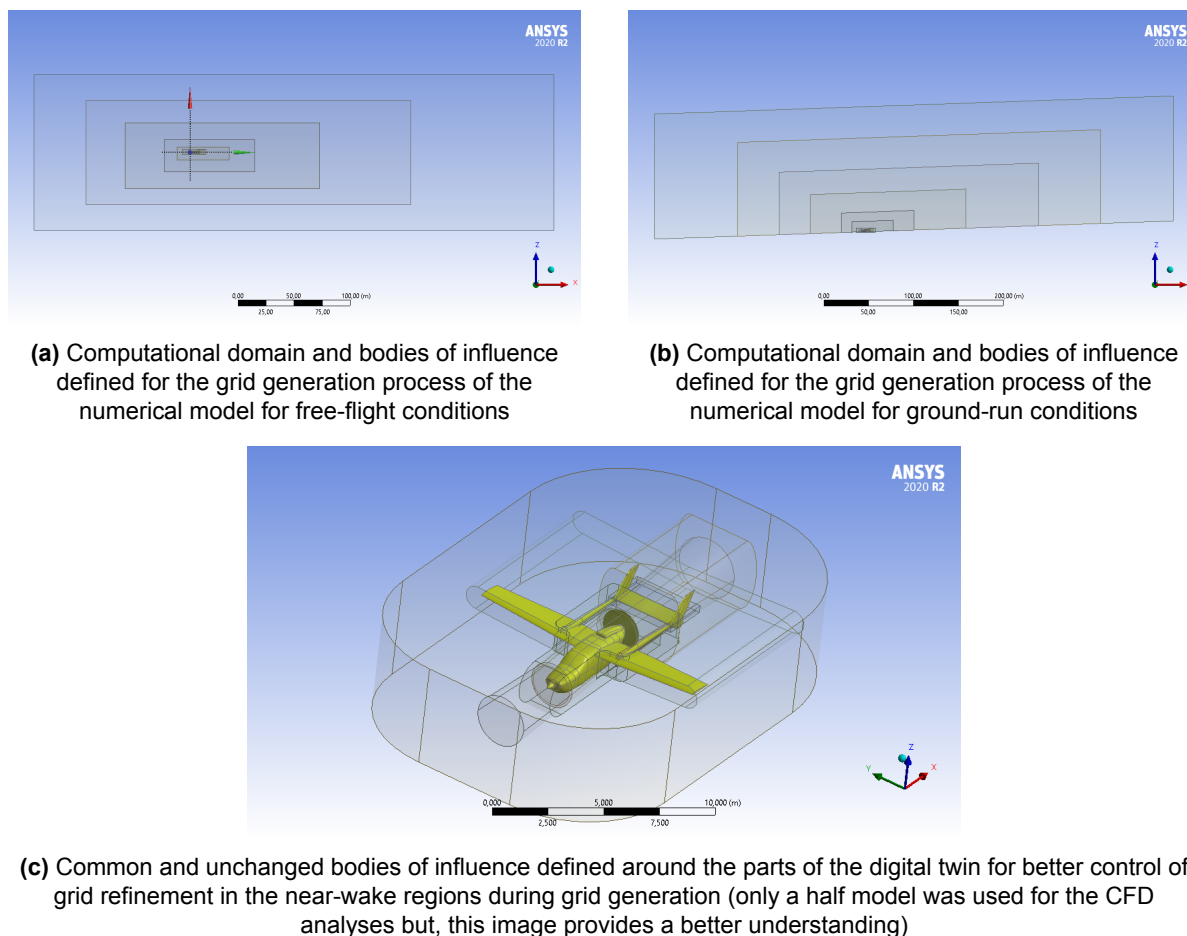 ANSYS
2020 R2
Z
X
0,00 50,00 100,00 (m)
25,00 75,00
(a) Computational domain and bodies of influence
defined for the grid generation process of the
numerical model for free-flight conditions
ANSYS
2020 R2
Z
0,00 100,00 200,00 (m)
50,00 150,00
(b) Computational domain and bodies of influence
defined for the grid generation process of the
numerical model for ground-run conditions
ANSYS
2020 R2
Z
Y X
0,000 5,000 10,000 (m)
2,500 7,500
(c) Common and unchanged bodies of influence defined around the parts of the digital twin for better control of
grid refinement in the near-wake regions during grid generation (only a half model was used for the CFD
analyses but, this image provides a better understanding)